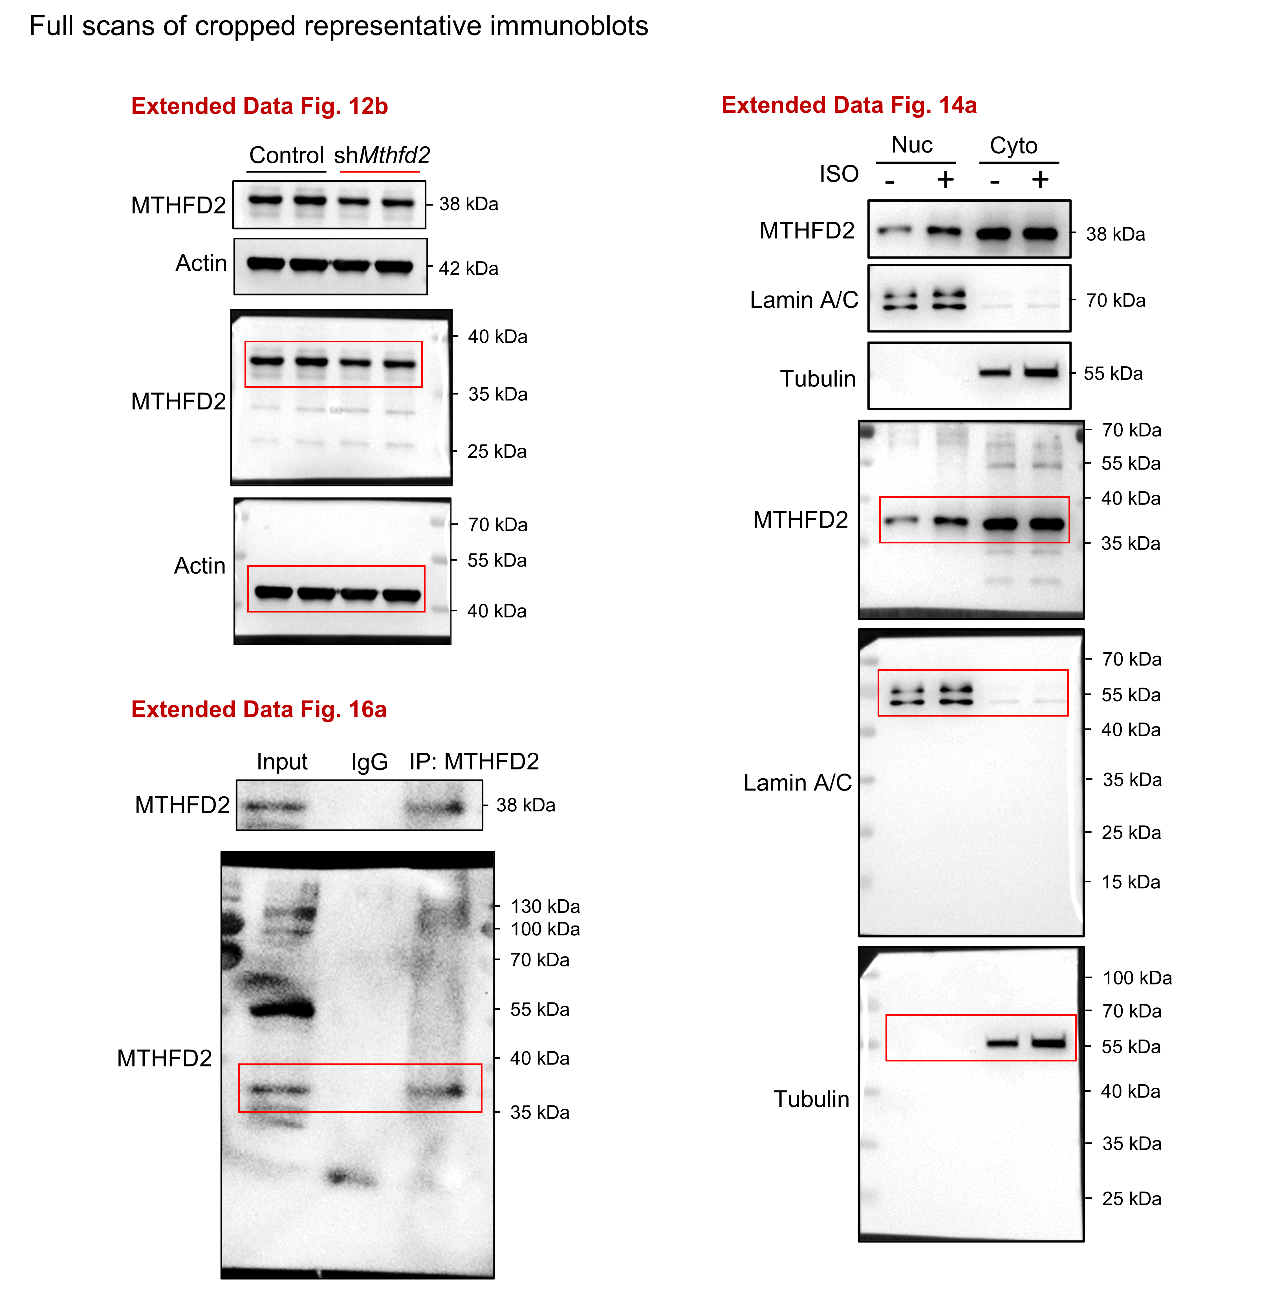 Full scans of cropped representative immunoblots
Extended Data Fig. 12b
Control shMthfd2
MTHFD2
38 kDa
Actin
42 kDa
MTHFD2
40 kDa
35 kDa
25 kDa
Actin
70 kDa
55 kDa
40 kDa
Extended Data Fig. 16a
Input IgG IP: MTHFD2
MTHFD2
38 kDa
MTHFD2
130 kDa
100 kDa
70 kDa
55 kDa
40 kDa
35 kDa
Extended Data Fig. 14a
Nuc Cyto
ISO - + - +
MTHFD2
38 kDa
Lamin A/C
70 kDa
Tubulin
55 kDa
MTHFD2
70 kDa
55 kDa
40 kDa
35 kDa
Lamin A/C
70 kDa
55 kDa
40 kDa
35 kDa
25 kDa
15 kDa
Tubulin
100 kDa
70 kDa
55 kDa
40 kDa
35 kDa
25 kDa